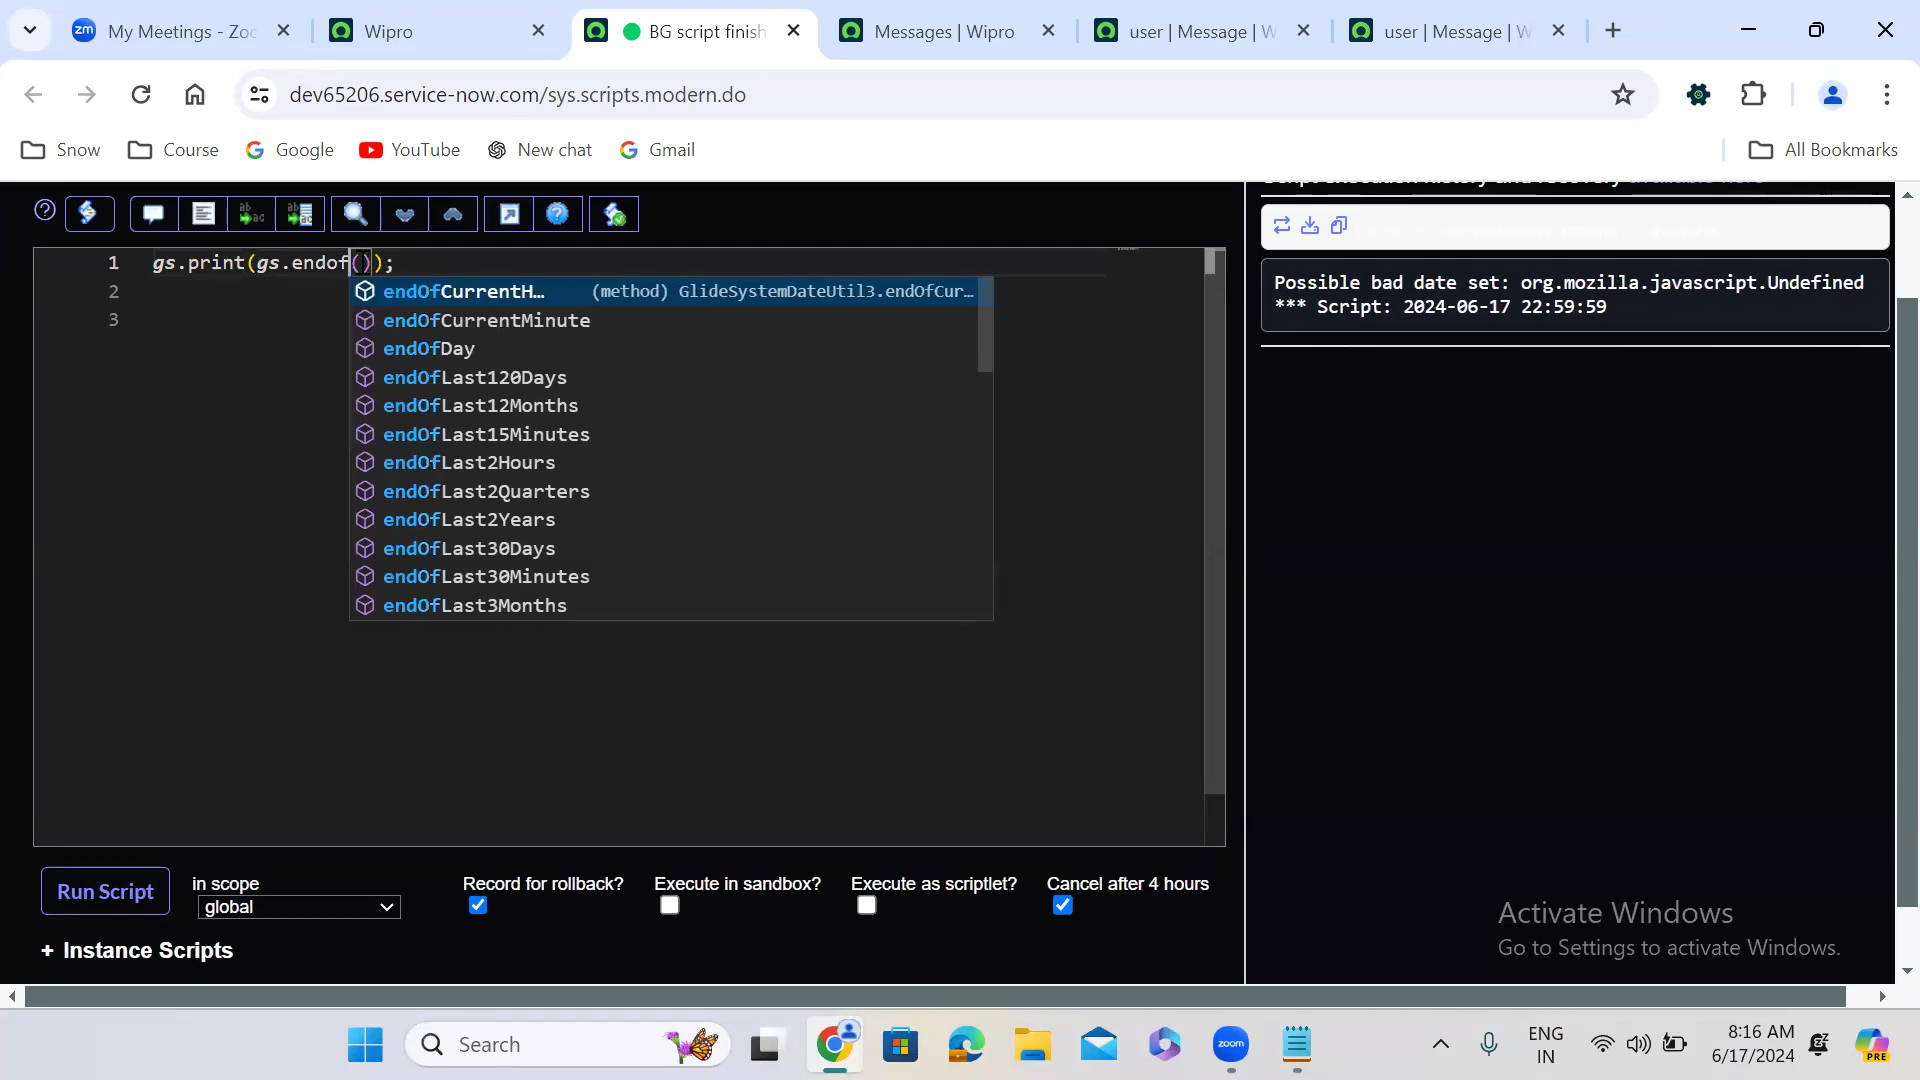 zm My Meetings - Zoo
Wipro
BG script finish
Messages | Wipro
user | Message | W
user | Message | W
dev65206.service-now.com/sys.scripts.modern.do
Snow
Course
Google
YouTube
New chat
Gmail
All Bookmarks
1 gs.print(gs.endof());
2
3
endOfCurrentH... (method) GlideSystemDateUtil3.endOfCur...
endOfCurrentMinute
endOfDay
endOfLast120Days
endOfLast12Months
endOfLast15Minutes
endOfLast2Hours
endOfLast2Quarters
endOfLast2Years
endOfLast30Days
endOfLast30Minutes
endOfLast3Months
Possible bad date set: org.mozilla.javascript.Undefined
*** Script: 2024-06-17 22:59:59
Run Script
in scope
global
Record for rollback?
Execute in sandbox?
Execute as scriptlet?
Cancel after 4 hours
+ Instance Scripts
Activate Windows
Go to Settings to activate Windows.
Search
zoom
ENG
IN
8:16 AM
6/17/2024
PRE